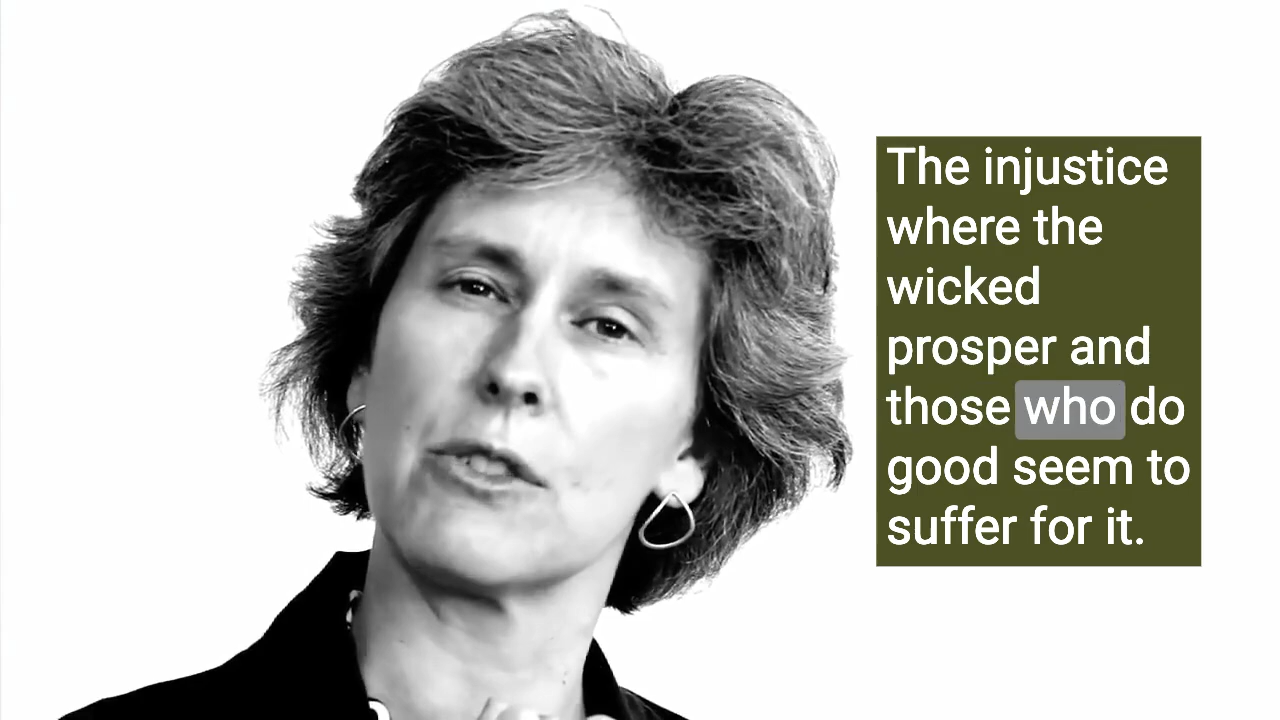 The injustice
where the
wicked
prosper and
those who do
good seem to
suffer for it.